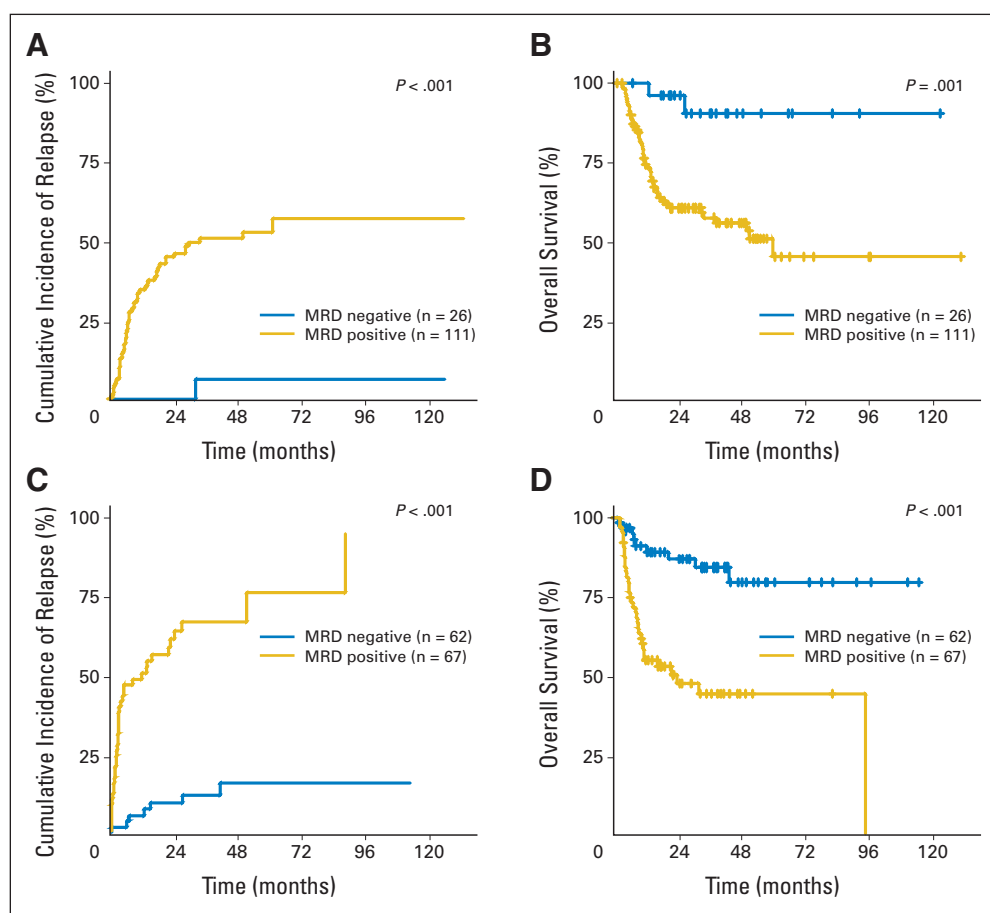 A
Cumulative Incidence of Relapse (%)
100
75
50
25
0
24
48
72
96
120
Time (months)
P < .001
MRD negative (n = 26)
MRD positive (n = 111)
B
Overall Survival (%)
100
75
50
25
0
24
48
72
96
120
Time (months)
P = .001
MRD negative (n = 26)
MRD positive (n = 111)
C
Cumulative Incidence of Relapse (%)
100
75
50
25
0
24
48
72
96
120
Time (months)
P < .001
MRD negative (n = 62)
MRD positive (n = 67)
D
Overall Survival (%)
100
75
50
25
0
24
48
72
96
120
Time (months)
P < .001
MRD negative (n = 62)
MRD positive (n = 67)